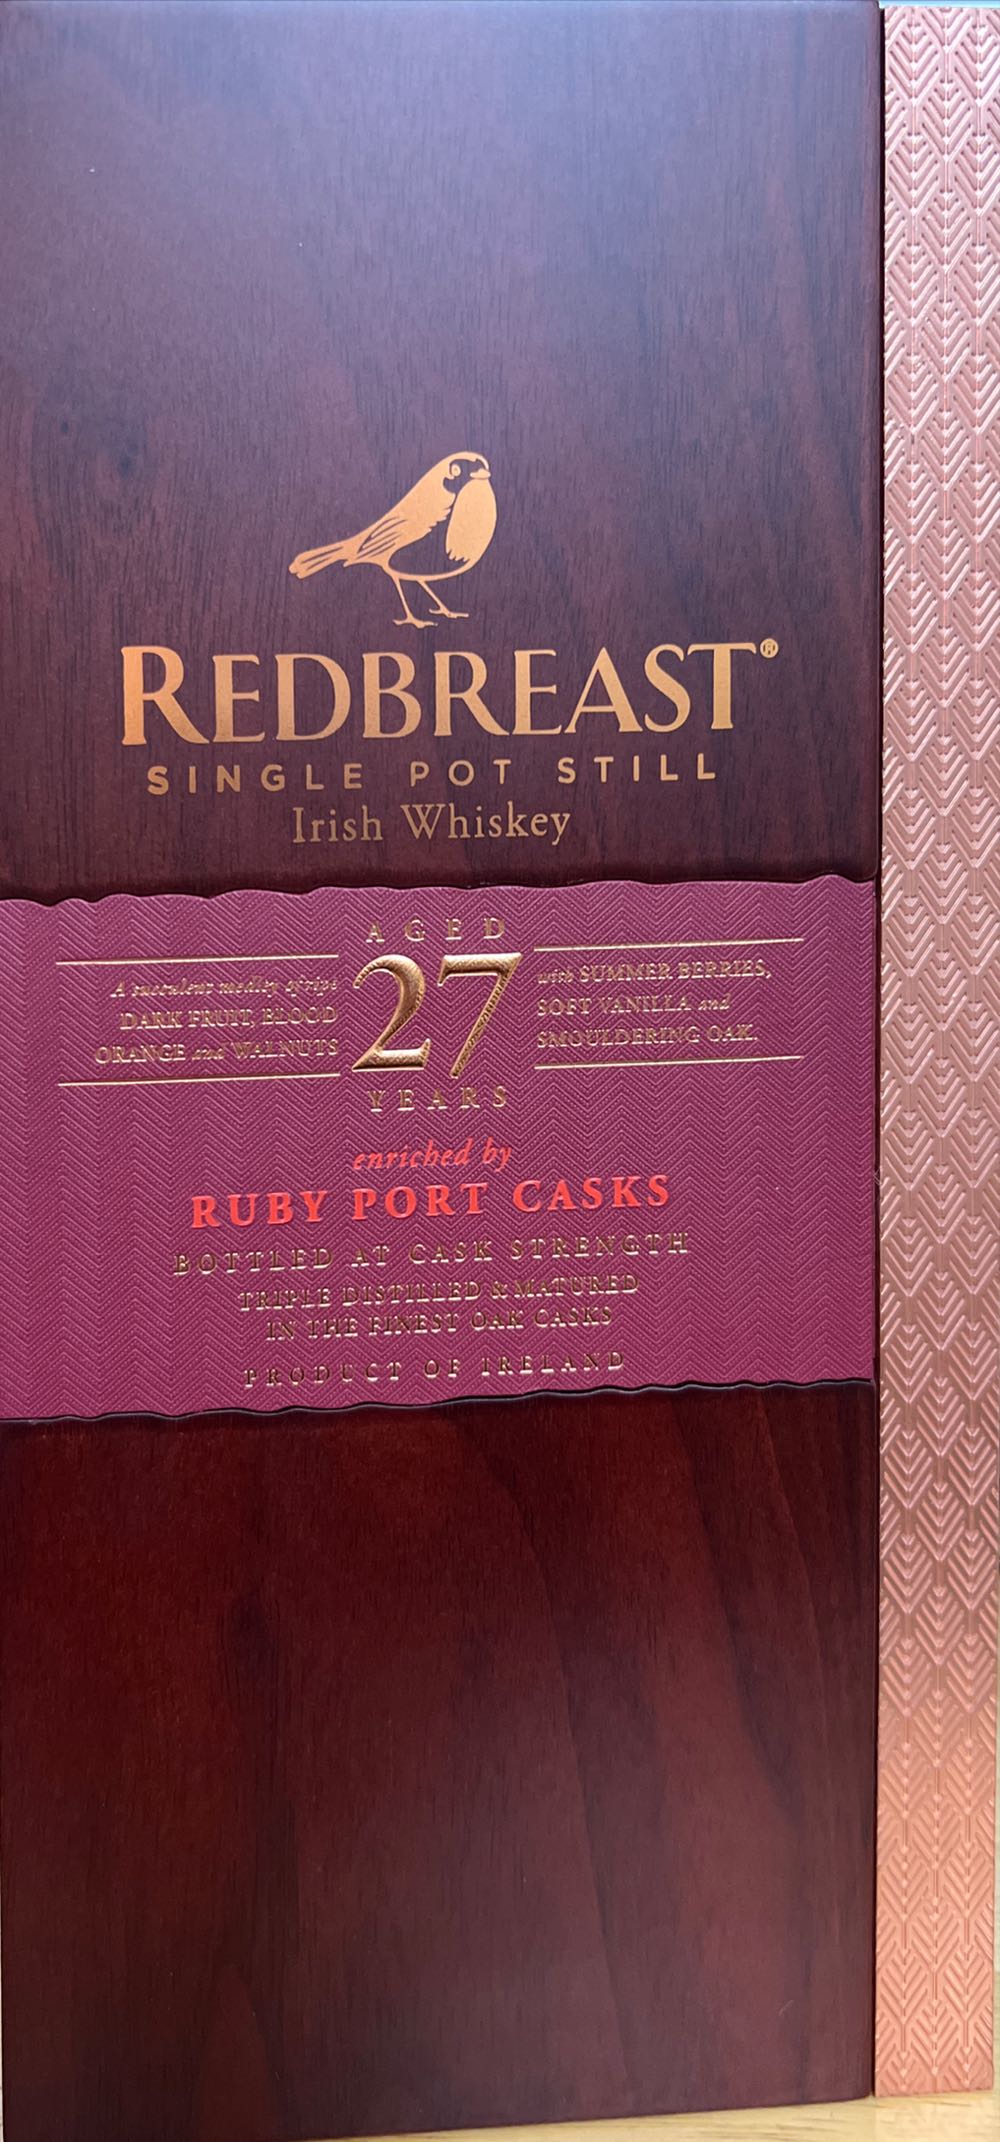 REDBREAST®
SINGLE POT STILL
Irish Whiskey
AGED
27
YEARS
A succulent medley of ripe
DARK FRUIT, BLOOD
ORANGE and WALNUTS
with SUMMER BERRIES,
SOFT VANILLA and
SMOULDERING OAK.
enriched by
RUBY PORT CASKS
BOTTLED AT CASK STRENGTH
TRIPLE DISTILLED & MATURED
IN THE FINEST OAK CASKS
PRODUCT OF IRELAND